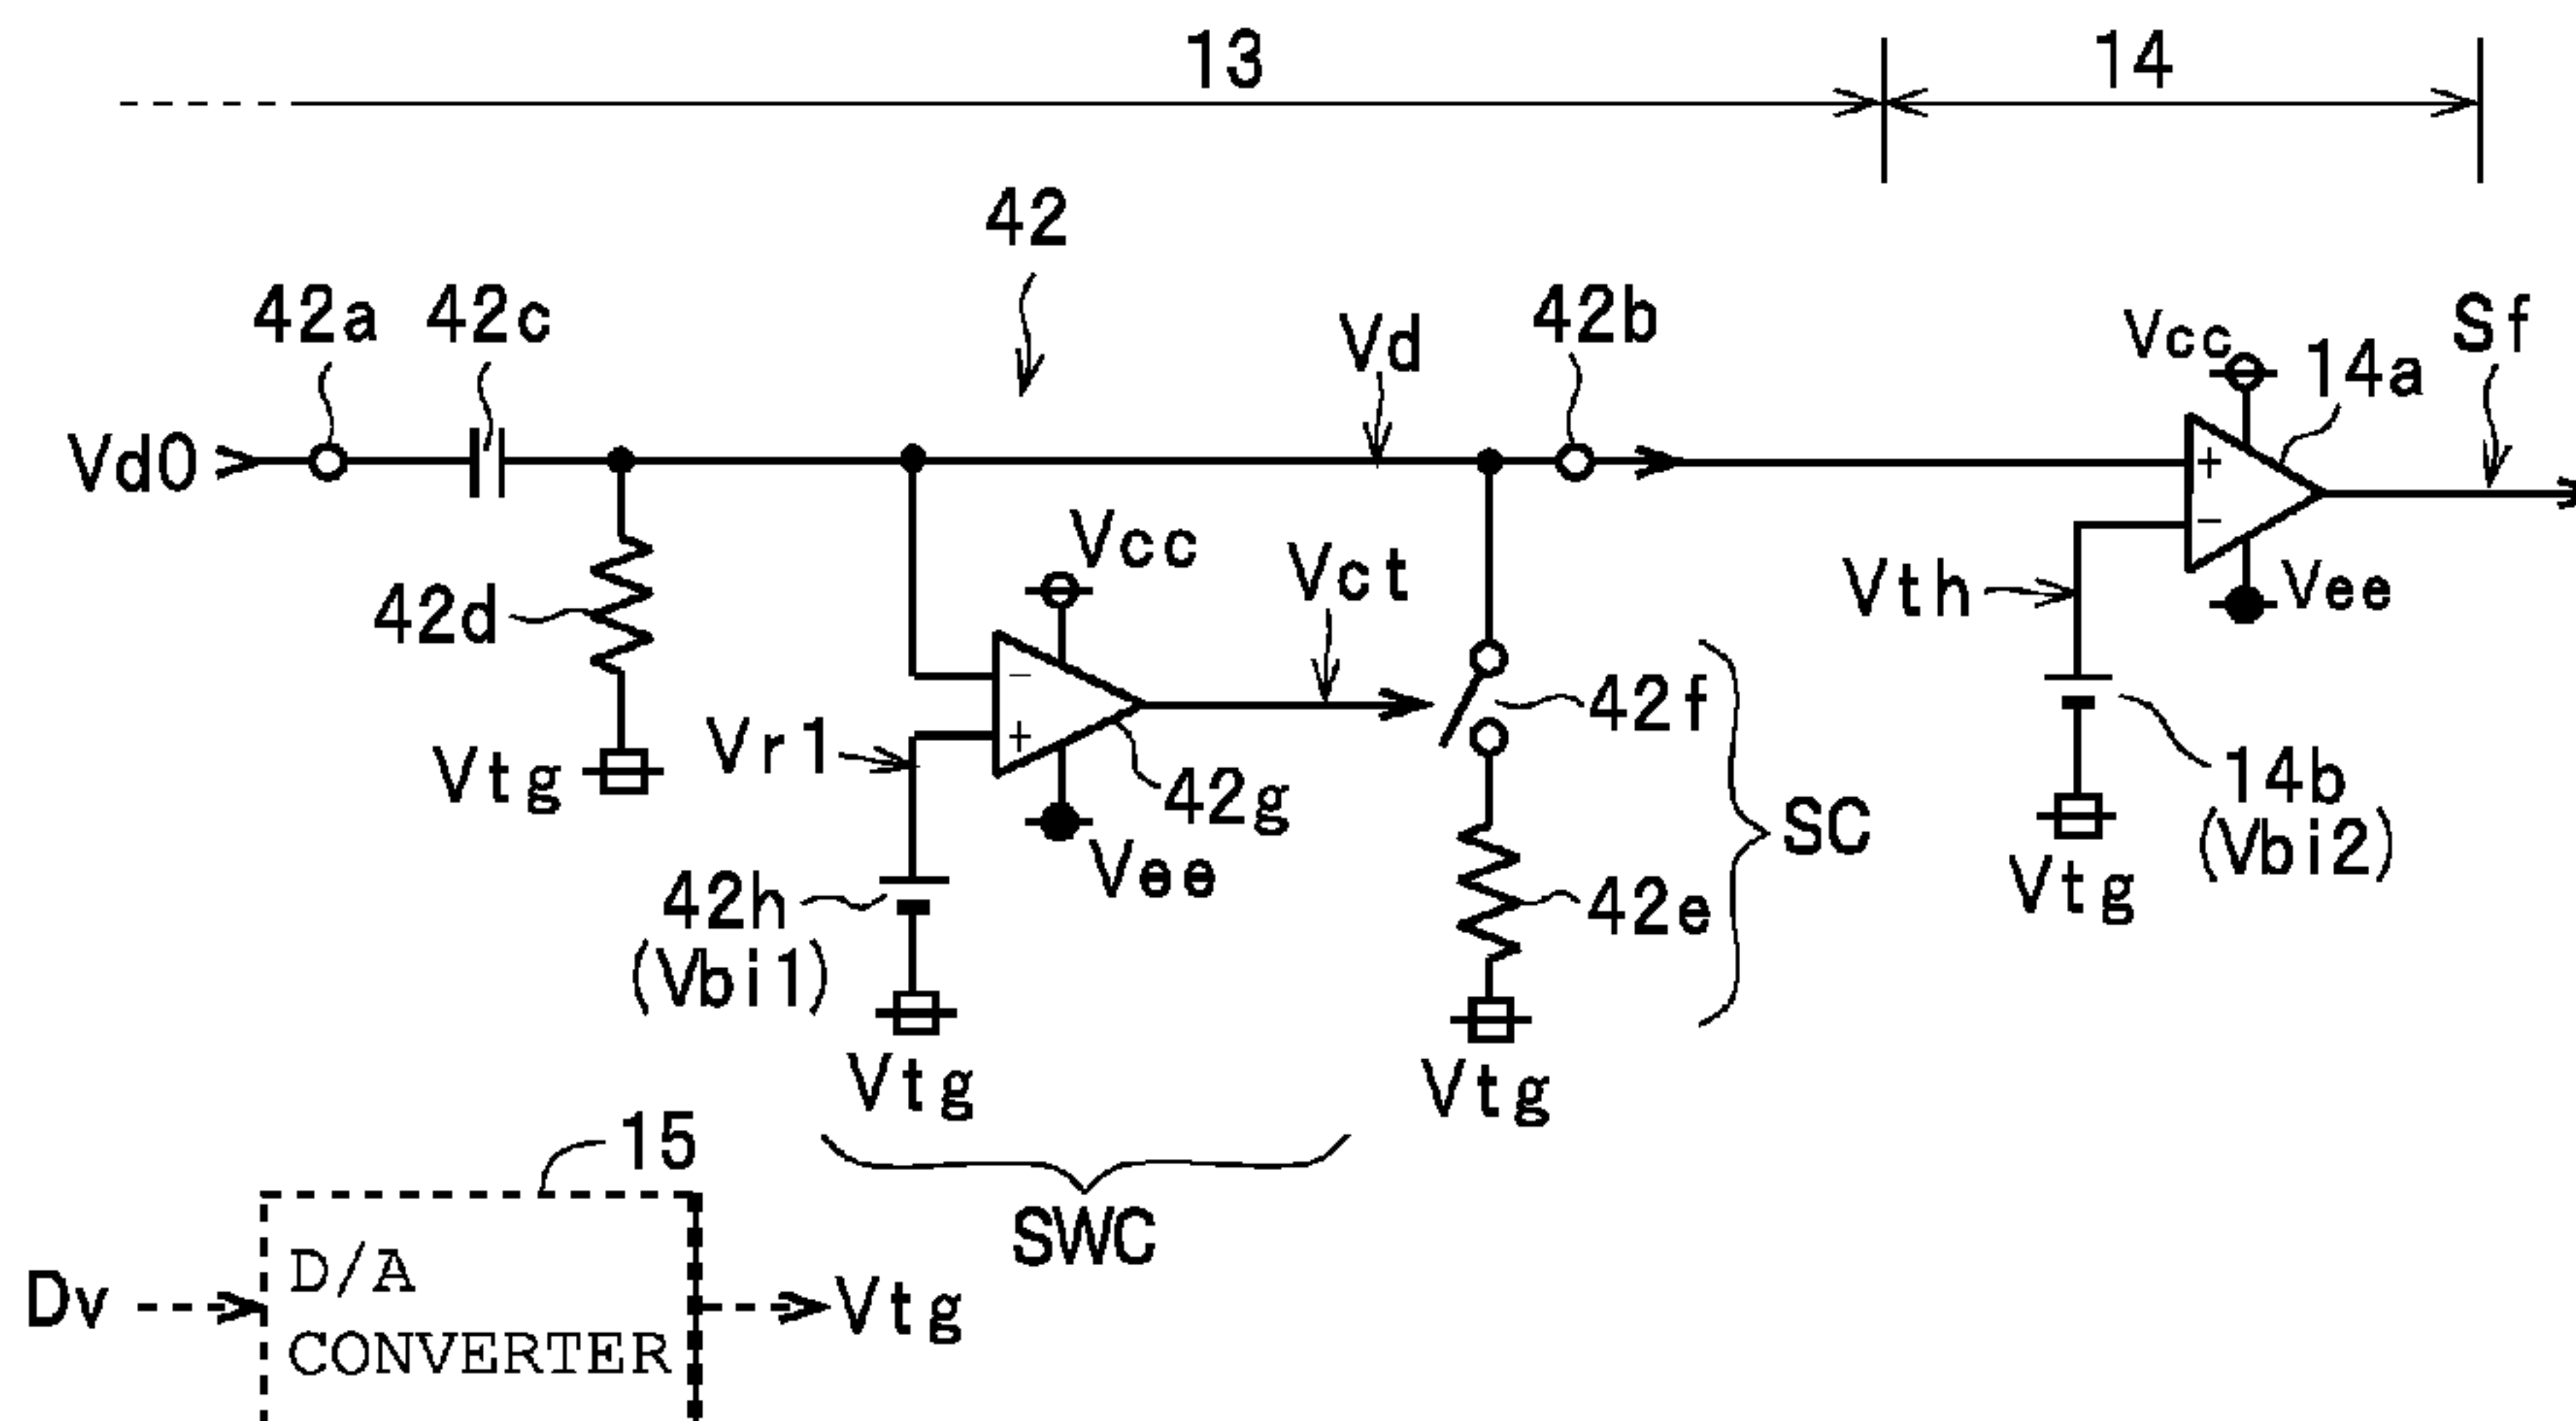 13
14
42
42a
42c
Vd
42b
Vcc
14a
Sf
Vd0
+
−
Vcc
Vct
Vth
Vee
42d
42f
−
+
Vr1
Vtg
42g
14b
(Vbi2)
SC
Vee
42h
(Vbi1)
42e
Vtg
Vtg
Vtg
15
SWC
D/A
CONVERTER
Dv
Vtg